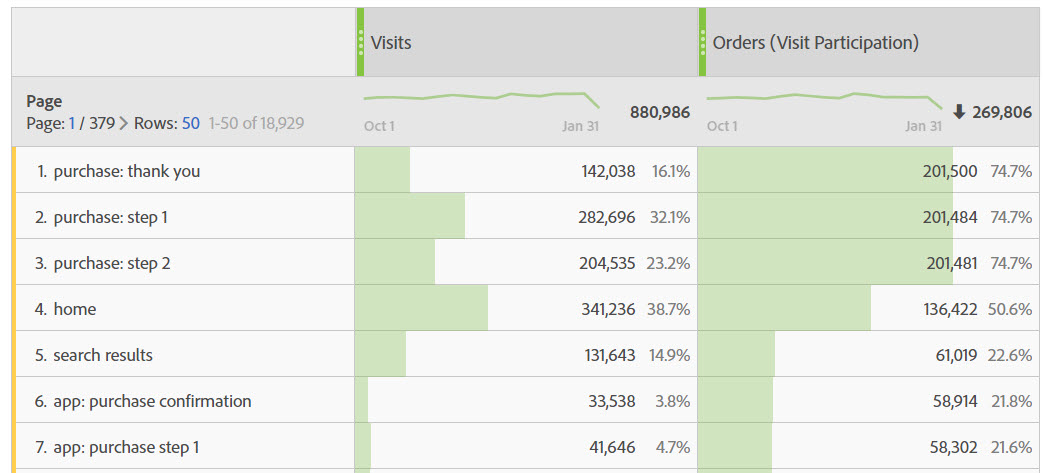 Visits Orders (Visit Participation)
Page
Page: 1 / 379 Rows: 50 1-50 of 18,929
Oct 1 Jan 31 880,986 Oct 1 Jan 31 269,806
1. purchase: thank you 142,038 16.1% 201,500 74.7%
2. purchase: step 1 282,696 32.1% 201,484 74.7%
3. purchase: step 2 204,535 23.2% 201,481 74.7%
4. home 341,236 38.7% 136,422 50.6%
5. search results 131,643 14.9% 61,019 22.6%
6. app: purchase confirmation 33,538 3.8% 58,914 21.8%
7. app: purchase step 1 41,646 4.7% 58,302 21.6%